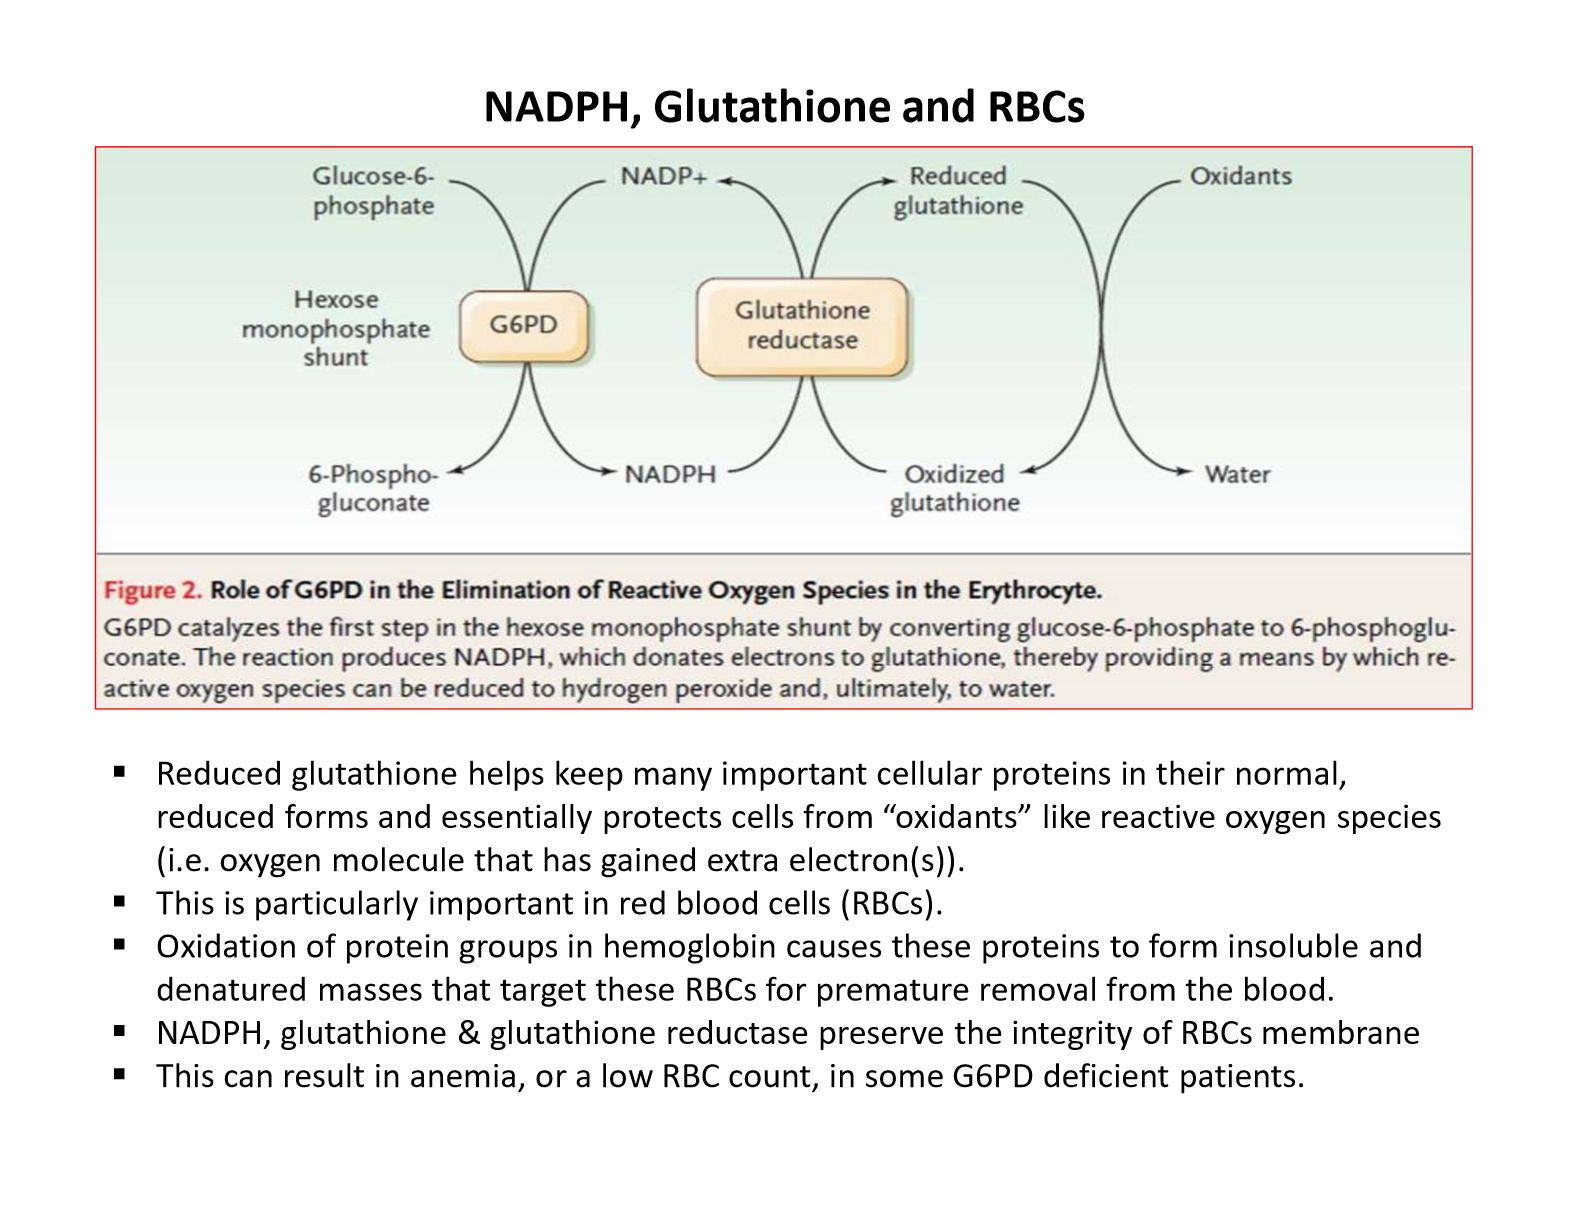 NADPH, Glutathione and RBCs
Glucose-6-
phosphate
NADP+
Reduced
glutathione
Oxidants
Hexose
monophosphate
shunt
G6PD
Glutathione
reductase
6-Phospho-
gluconate
NADPH
Oxidized
glutathione
Water
Figure 2. Role of G6PD in the Elimination of Reactive Oxygen Species in the Erythrocyte.
G6PD catalyzes the first step in the hexose monophosphate shunt by converting glucose-6-phosphate to 6-phosphoglu-
conate. The reaction produces NADPH, which donates electrons to glutathione, thereby providing a means by which re-
active oxygen species can be reduced to hydrogen peroxide and, ultimately, to water.
▪ Reduced glutathione helps keep many important cellular proteins in their normal,
reduced forms and essentially protects cells from “oxidants” like reactive oxygen species
(i.e. oxygen molecule that has gained extra electron(s)).
▪ This is particularly important in red blood cells (RBCs).
▪ Oxidation of protein groups in hemoglobin causes these proteins to form insoluble and
denatured masses that target these RBCs for premature removal from the blood.
▪ NADPH, glutathione & glutathione reductase preserve the integrity of RBCs membrane
▪ This can result in anemia, or a low RBC count, in some G6PD deficient patients.